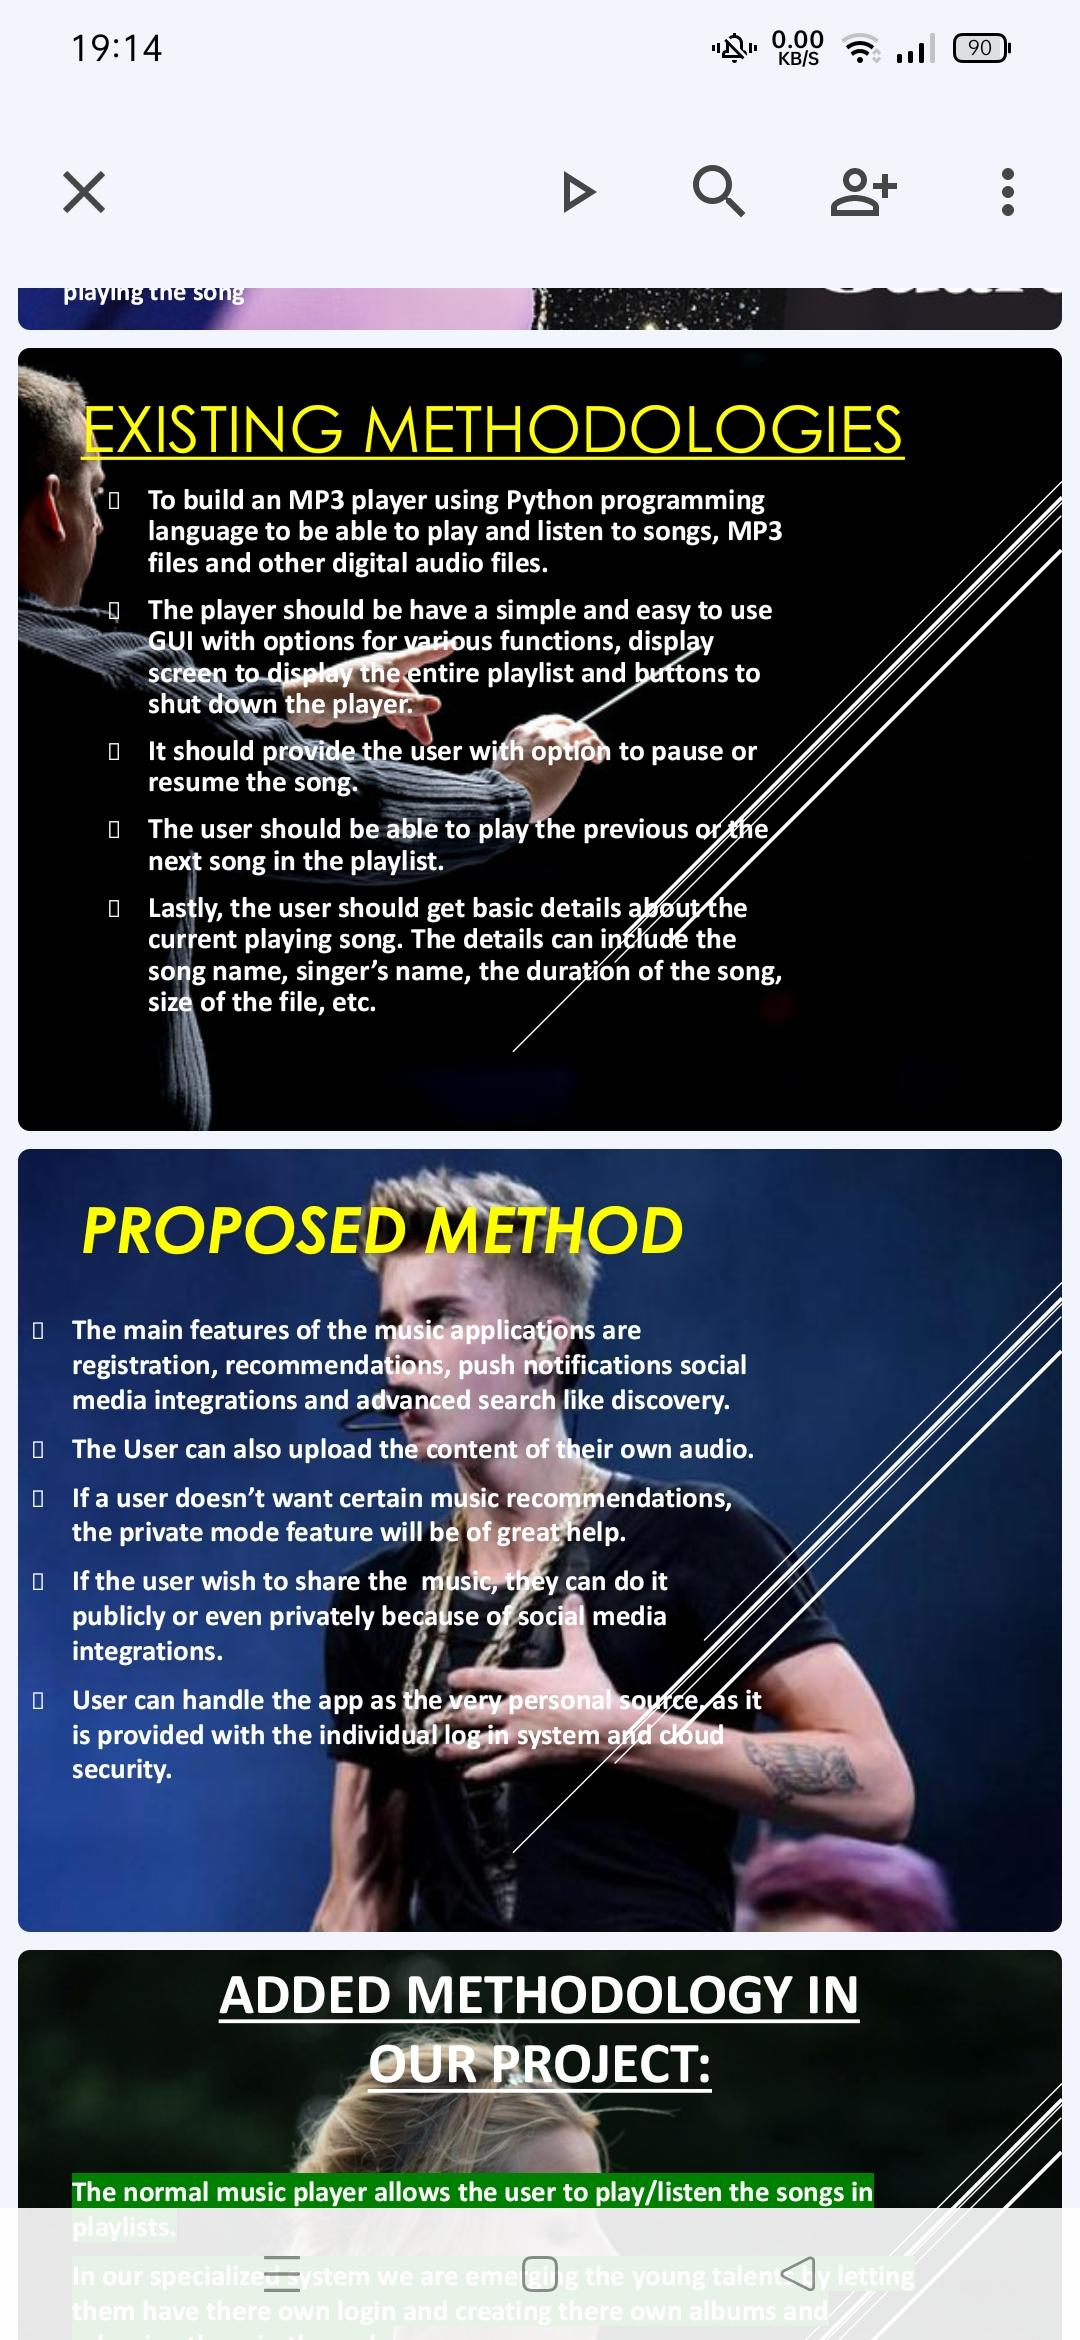 19:14
0.00
KB/S
90
playing the song
EXISTING METHODOLOGIES
To build an MP3 player using Python programming
language to be able to play and listen to songs, MP3
files and other digital audio files.
The player should be have a simple and easy to use
GUI with options for various functions, display
screen to display the entire playlist and buttons to
shut down the player.
It should provide the user with option to pause or
resume the song.
The user should be able to play the previous or the
next song in the playlist.
Lastly, the user should get basic details about the
current playing song. The details can include the
song name, singer’s name, the duration of the song,
size of the file, etc.
PROPOSED METHOD
The main features of the music applications are
registration, recommendations, push notifications social
media integrations and advanced search like discovery.
The User can also upload the content of their own audio.
If a user doesn’t want certain music recommendations,
the private mode feature will be of great help.
If the user wish to share the  music, they can do it
publicly or even privately because of social media
integrations.
User can handle the app as the very personal source, as it
is provided with the individual log in system and cloud
security.
ADDED METHODOLOGY IN
OUR PROJECT:
The normal music player allows the user to play/listen the songs in
playlists.
In our specialized system we are emerging the young talents by letting
them have there own login and creating there own albums and